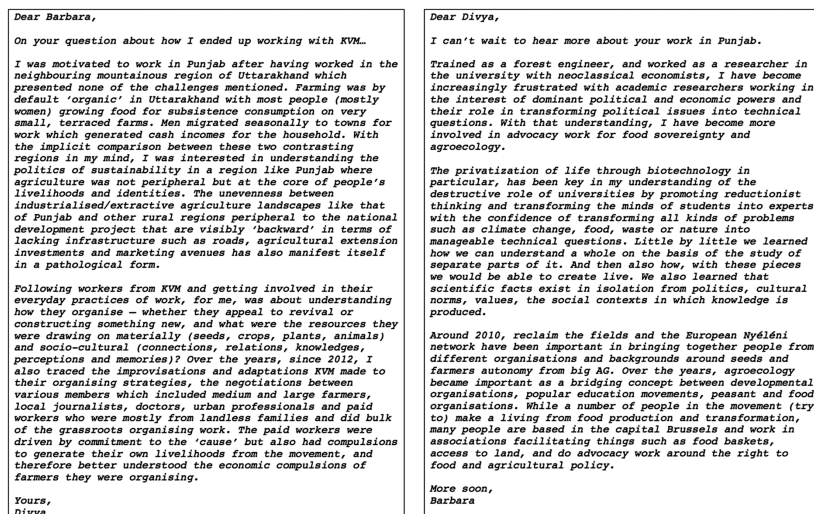 Dear Barbara,
On your question about how I ended up working with KVM…
I was motivated to work in Punjab after having worked in the
neighbouring mountainous region of Uttarakhand which
presented none of the challenges mentioned. Farming was by
default ‘organic’ in Uttarakhand with most people (mostly
women) growing food for subsistence consumption on very
small, terraced farms. Men migrated seasonally to towns for
work which generated cash incomes for the household. With
the implicit comparison between these two contrasting
regions in my mind, I was interested in understanding the
politics of sustainability in a region like Punjab where
agriculture was not peripheral but at the core of people’s
livelihoods and identities. The unevenness between
industrialised/extractive agriculture landscapes like that
of Punjab and other rural regions peripheral to the national
development project that are visibly ‘backward’ in terms of
lacking infrastructure such as roads, agricultural extension
investments and marketing avenues has also manifest itself
in a pathological form.
Following workers from KVM and getting involved in their
everyday practices of work, for me, was about understanding
how they organise – whether they appeal to revival or
constructing something new, and what were the resources they
were drawing on materially (seeds, crops, plants, animals)
and socio-cultural (connections, relations, knowledges,
perceptions and memories)? Over the years, since 2012, I
also traced the improvisations and adaptations KVM made to
their organising strategies, the negotiations between
various members which included medium and large farmers,
local journalists, doctors, urban professionals and paid
workers who were mostly from landless families and did bulk
of the grassroots organising work. The paid workers were
driven by commitment to the ‘cause’ but also had compulsions
to generate their own livelihoods from the movement, and
therefore better understood the economic compulsions of
farmers they were organising.
Yours,
Divya
Dear Divya,
I can’t wait to hear more about your work in Punjab.
Trained as a forest engineer, and worked as a researcher in
the university with neoclassical economists, I have become
increasingly frustrated with academic researchers working in
the interest of dominant political and economic powers and
their role in transforming political issues into technical
questions. With that understanding, I have become more
involved in advocacy work for food sovereignty and
agroecology.
The privatization of life through biotechnology in
particular, has been key in my understanding of the
destructive role of universities by promoting reductionist
thinking and transforming the minds of students into experts
with the confidence of transforming all kinds of problems
such as climate change, food, waste or nature into
manageable technical questions. Little by little we learned
how we can understand a whole on the basis of the study of
separate parts of it. And then also how, with these pieces
we would be able to create live. We also learned that
scientific facts exist in isolation from politics, cultural
norms, values, the social contexts in which knowledge is
produced.
Around 2010, reclaim the fields and the European Nyéléni
network have been important in bringing together people from
different organisations and backgrounds around seeds and
farmers autonomy from big AG. Over the years, agroecology
became important as a bridging concept between developmental
organisations, popular education movements, peasant and food
organisations. While a number of people in the movement (try
to) make a living from food production and transformation,
many people are based in the capital Brussels and work in
associations facilitating things such as food baskets,
access to land, and do advocacy work around the right to
food and agricultural policy.
More soon,
Barbara